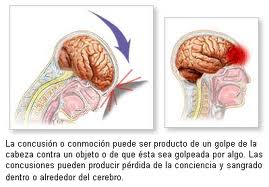 La concusión o conmoción puede ser producto de un golpe de la
cabeza contra un objeto o de que ésta sea golpeada por algo. Las
concusiones pueden producir pérdida de la conciencia y sangrado
dentro o alrededor del cerebro.